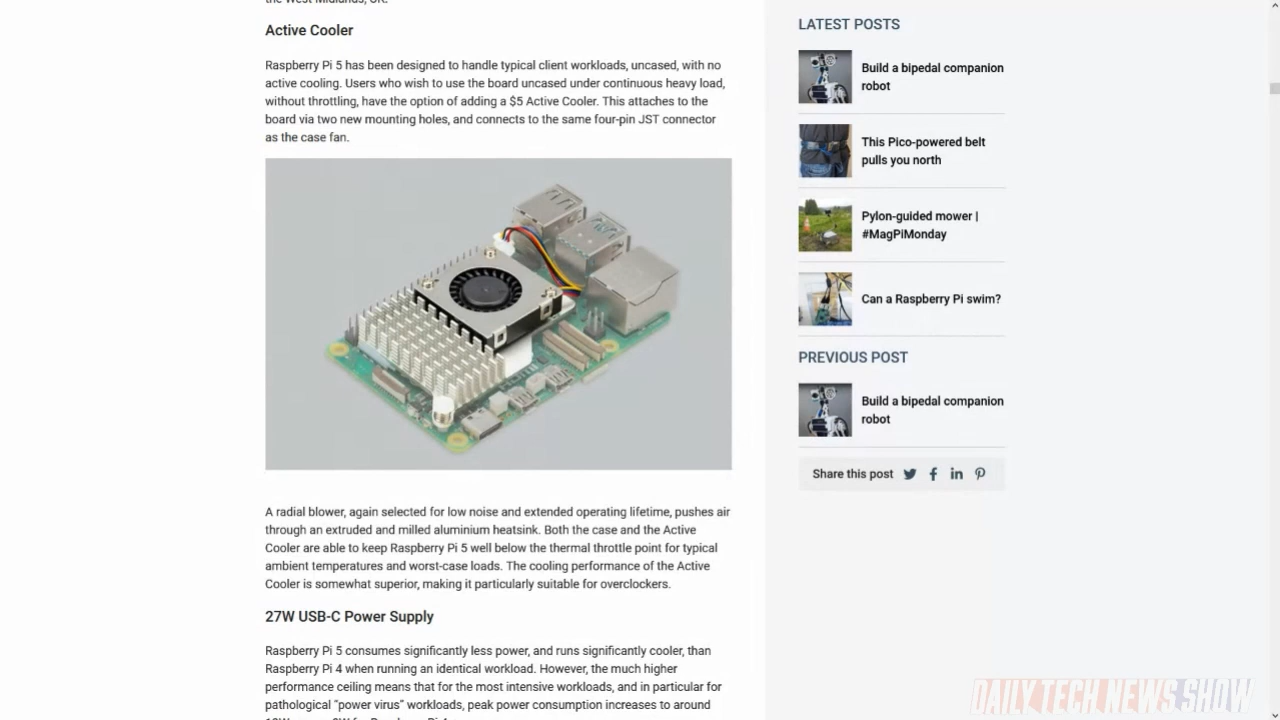 the West Midlands, UK.
Active Cooler
Raspberry Pi 5 has been designed to handle typical client workloads, uncased, with no
active cooling. Users who wish to use the board uncased under continuous heavy load,
without throttling, have the option of adding a $5 Active Cooler. This attaches to the
board via two new mounting holes, and connects to the same four-pin JST connector
as the case fan.
A radial blower, again selected for low noise and extended operating lifetime, pushes air
through an extruded and milled aluminium heatsink. Both the case and the Active
Cooler are able to keep Raspberry Pi 5 well below the thermal throttle point for typical
ambient temperatures and worst-case loads. The cooling performance of the Active
Cooler is somewhat superior, making it particularly suitable for overclockers.
27W USB-C Power Supply
Raspberry Pi 5 consumes significantly less power, and runs significantly cooler, than
Raspberry Pi 4 when running an identical workload. However, the much higher
performance ceiling means that for the most intensive workloads, and in particular for
pathological “power virus” workloads, peak power consumption increases to around
LATEST POSTS
Build a bipedal companion
robot
This Pico-powered belt
pulls you north
Pylon-guided mower |
#MagPiMonday
Can a Raspberry Pi swim?
PREVIOUS POST
Build a bipedal companion
robot
Share this post
DAILY TECH NEWS SHOW